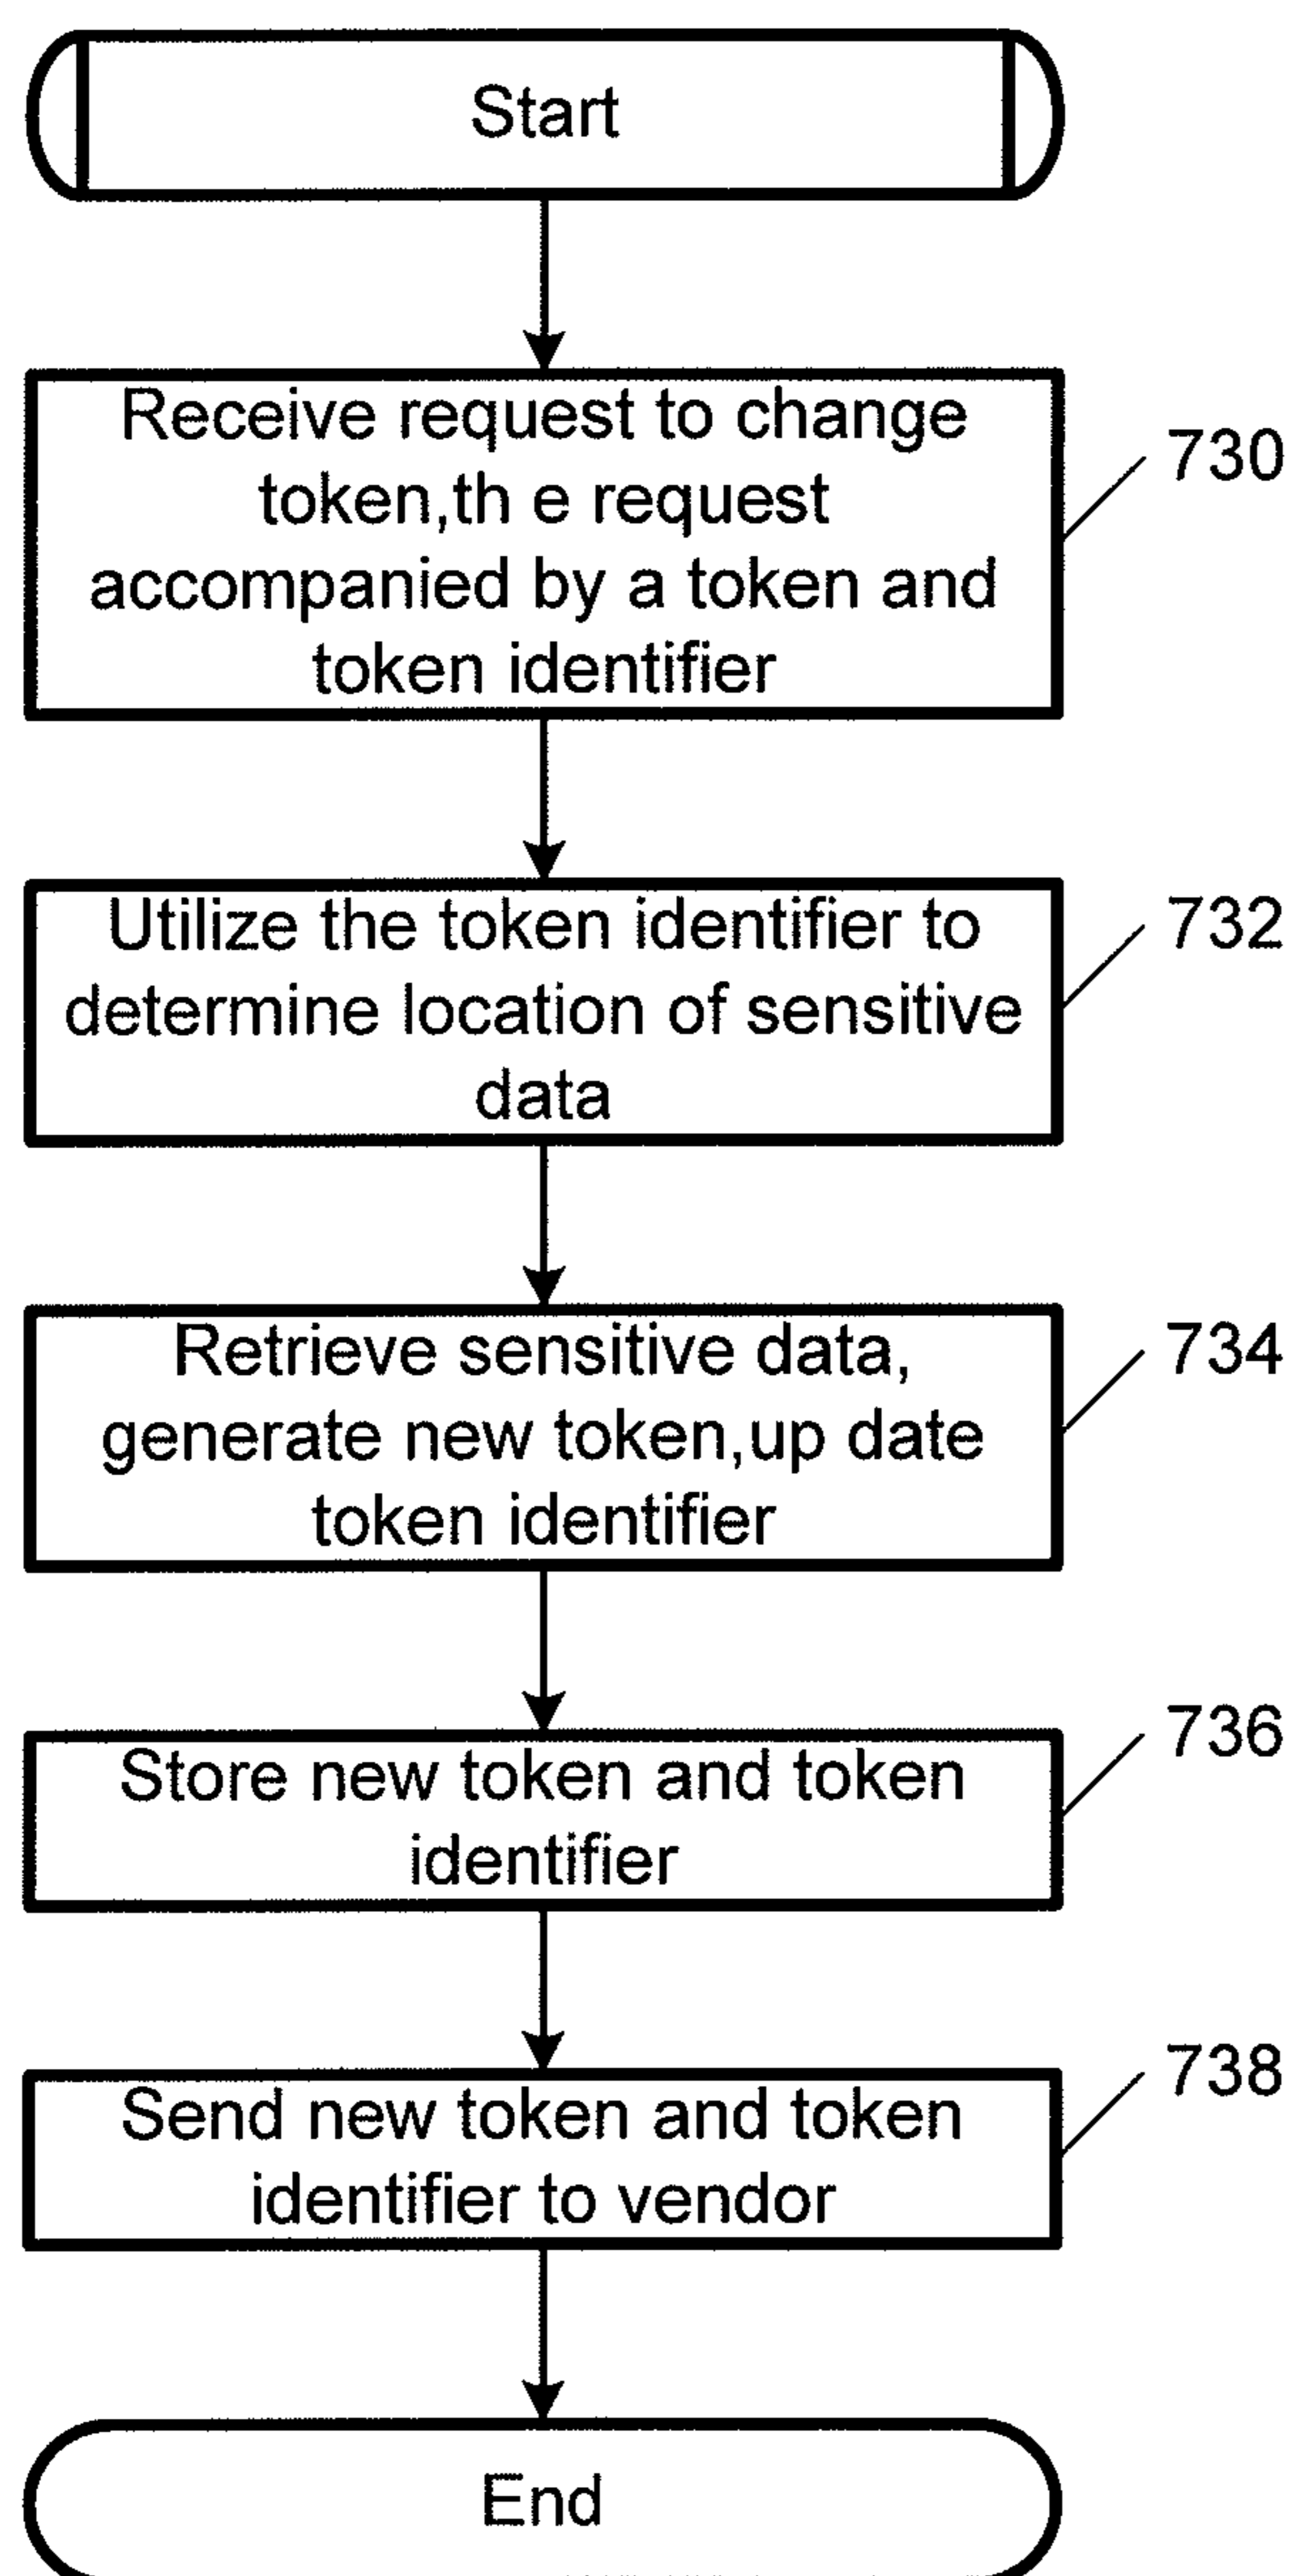 Start
Receive request to change
730
token,th e request
accompanied by a token and
token identifier
Utilize the token identifier to
732
determine location of sensitive
data
Retrieve sensitive data,
734
generate new token,up date
token identifier
736
Store new token and token
identifier
738
Send new token and token
identifier to vendor
End